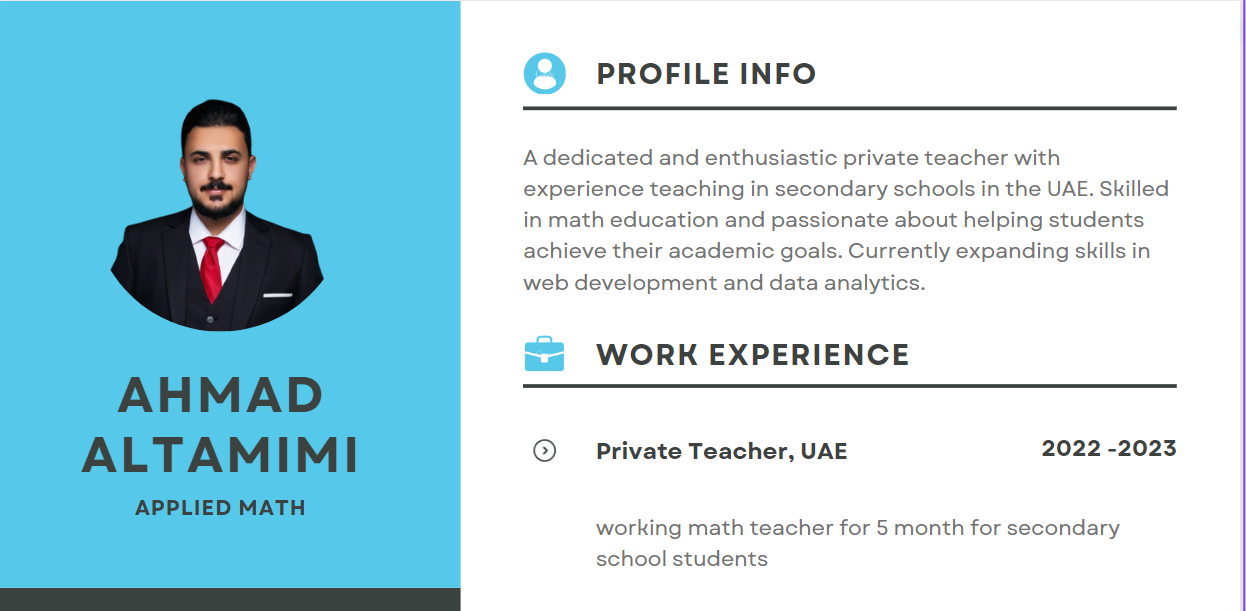 AHMAD
ALTAMIMI
APPLIED MATH
PROFILE INFO
A dedicated and enthusiastic private teacher with
experience teaching in secondary schools in the UAE. Skilled
in math education and passionate about helping students
achieve their academic goals. Currently expanding skills in
web development and data analytics.
WORK EXPERIENCE
Private Teacher, UAE
2022 -2023
working math teacher for 5 month for secondary
school students